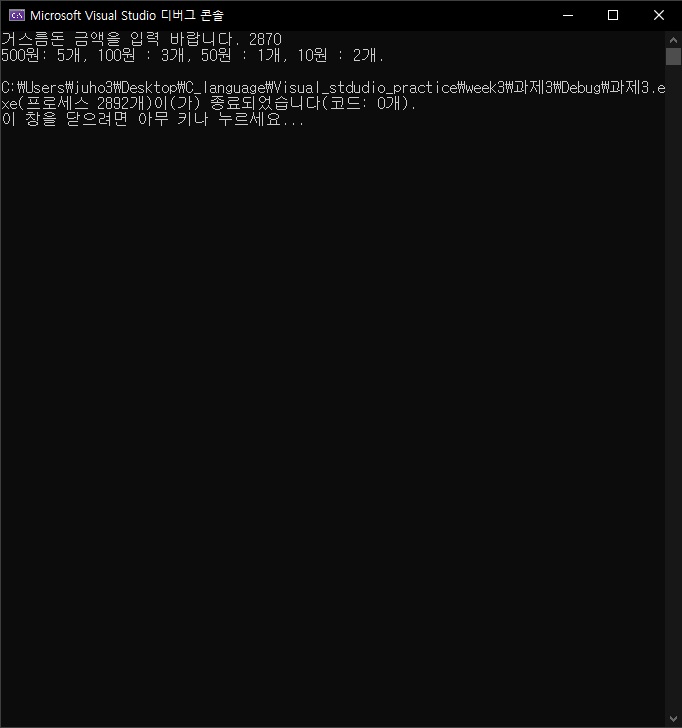 Microsoft Visual Studio 디버그 콘솔
거스름돈 금액을 입력 바랍니다. 2870
500원: 5개, 100원 : 3개, 50원 : 1개, 10원 : 2개.
C:₩Users₩juho3₩Desktop₩C_language₩Visual_stdudio_practice₩week3₩과제3₩Debug₩과제3.e
xe(프로세스 2892개)이(가) 종료되었습니다(코드: 0개).
이 창을 닫으려면 아무 키나 누르세요...